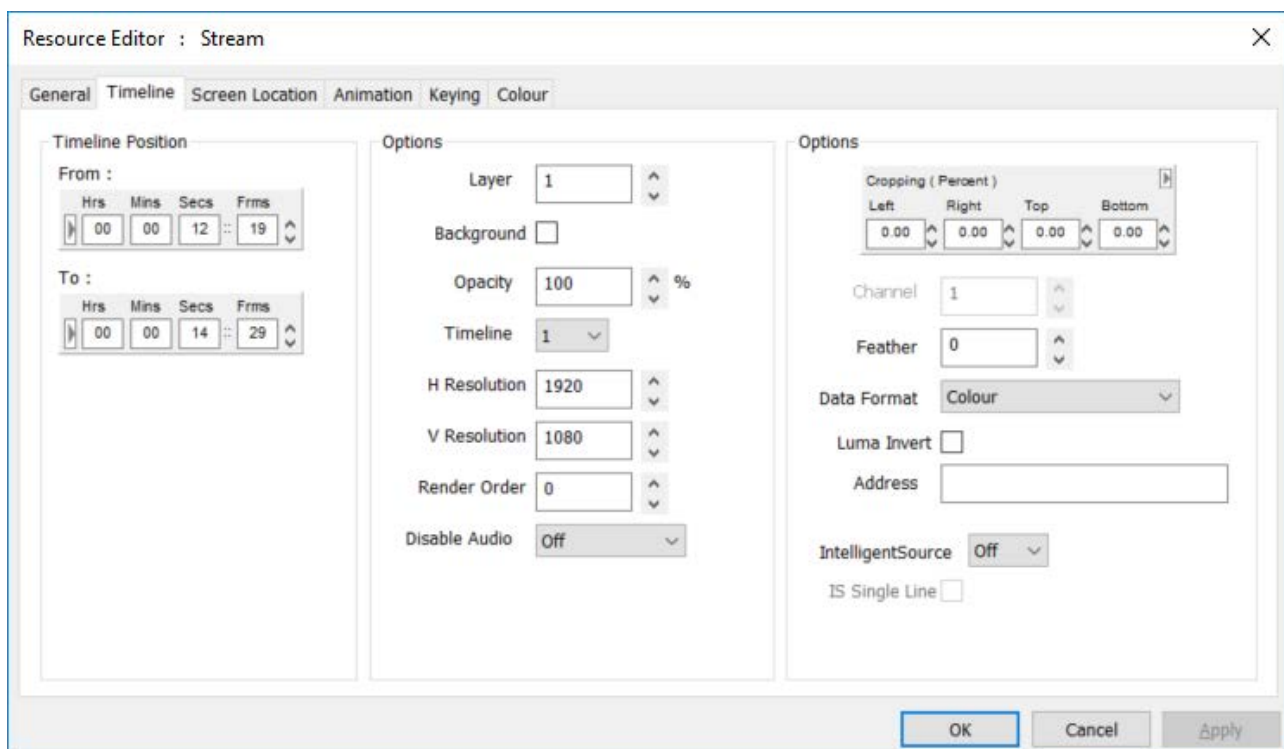 Resource Editor : Stream
General Timeline Screen Location Animation Keying Colour
Timeline Position
From :
Hrs Mins Secs Frms
00 00 12 :: 19
To :
Hrs Mins Secs Frms
00 00 14 :: 29
Options
Layer 1
Background
Opacity 100 %
Timeline 1
H Resolution 1920
V Resolution 1080
Render Order 0
Disable Audio Off
Options
Cropping ( Percent )
Left Right Top Bottom
0.00 0.00 0.00 0.00
Channel 1
Feather 0
Data Format Colour
Luma Invert
Address
IntelligentSource Off
IS Single Line
OK Cancel Apply